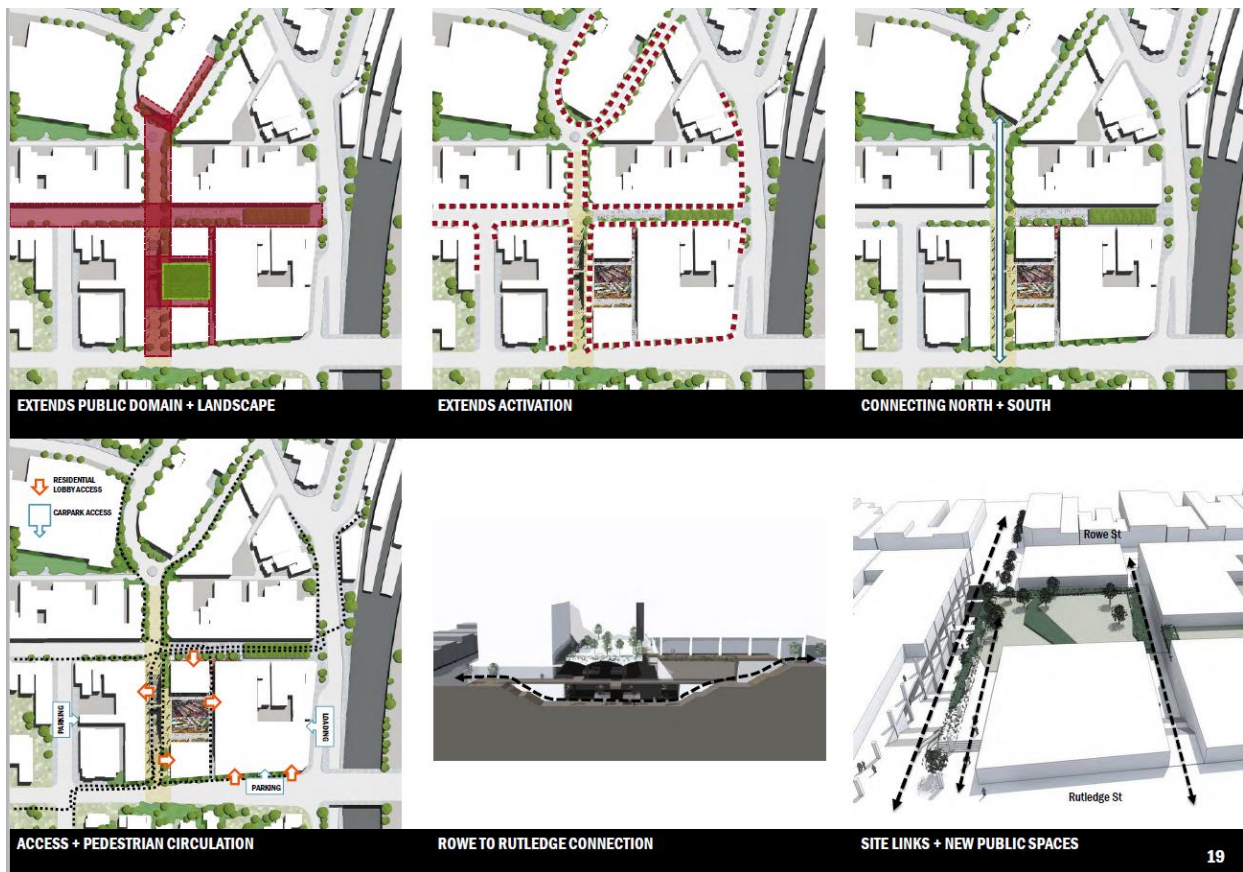 EXTENDS PUBLIC DOMAIN + LANDSCAPE
EXTENDS ACTIVATION
CONNECTING NORTH + SOUTH
RESIDENTIAL
LOBBY ACCESS
CARPARK ACCESS
PARKING
LOADING
PARKING
Rowe St
Rutledge St
ACCESS + PEDESTRIAN CIRCULATION
ROWE TO RUTLEDGE CONNECTION
SITE LINKS + NEW PUBLIC SPACES
19